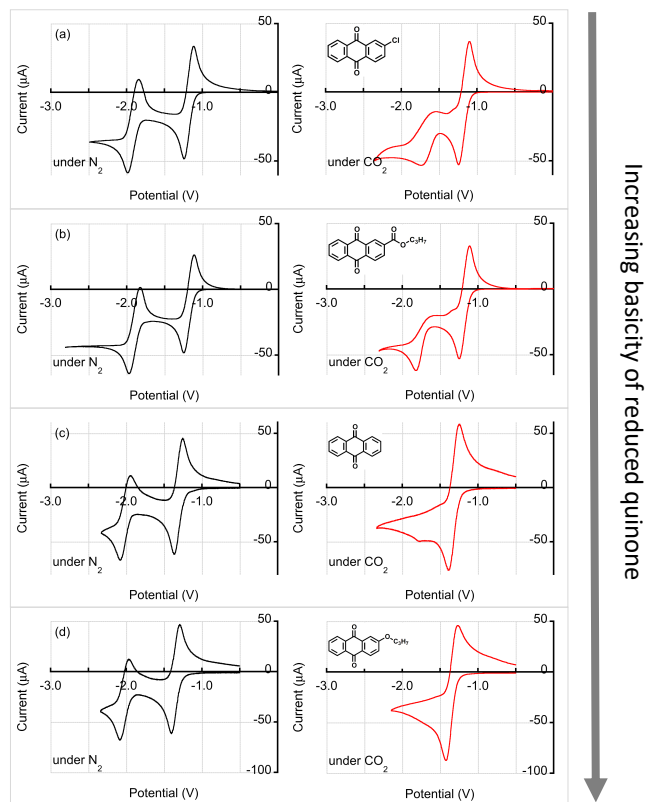 (a)
50
0
-50
-3.0
-2.0
-1.0
Current (µA)
Potential (V)
under N2
50
0
-50
-3.0
-2.0
-1.0
Current (µA)
Potential (V)
under CO2
O
O
Cl
(b)
50
0
-50
-3.0
-2.0
-1.0
Current (µA)
Potential (V)
under N2
50
0
-50
-3.0
-2.0
-1.0
Current (µA)
Potential (V)
under CO2
O
O
O
O
C3H7
(c)
50
0
-50
-3.0
-2.0
-1.0
Current (µA)
Potential (V)
under N2
50
0
-50
-3.0
-2.0
-1.0
Current (µA)
Potential (V)
under CO2
O
O
(d)
50
0
-50
-100
-3.0
-2.0
-1.0
Current (µA)
Potential (V)
under N2
50
0
-50
-100
-3.0
-2.0
-1.0
Current (µA)
Potential (V)
under CO2
O
O
O
C3H7
Increasing basicity of reduced quinone